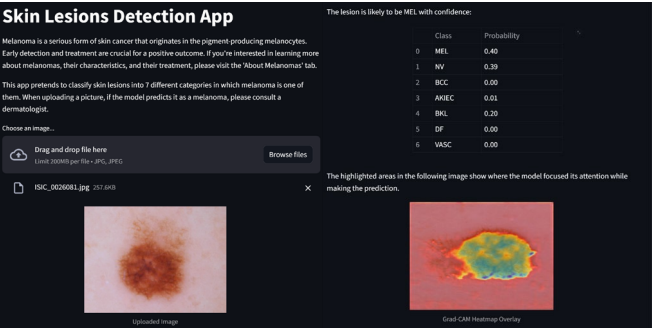 Skin Lesions Detection App
Melanoma is a serious form of skin cancer that originates in the pigment-producing melanocytes.
Early detection and treatment are crucial for a positive outcome. If you're interested in learning more
about melanomas, their characteristics, and their treatment, please visit the 'About Melanomas' tab.
This app pretends to classify skin lesions into 7 different categories in which melanoma is one of
them. When uploading a picture, if the model predicts it as a melanoma, please consult a
dermatologist.
Choose an image...
Drag and drop file here
Limit 200MB per file • JPG, JPEG
Browse files
ISIC_0026081.jpg 257.6KB
Uploaded Image
The lesion is likely to be MEL with confidence:
Class Probability
0 MEL 0.40
1 NV 0.39
2 BCC 0.00
3 AKIEC 0.01
4 BKL 0.20
5 DF 0.00
6 VASC 0.00
The highlighted areas in the following image show where the model focused its attention while
making the prediction.
Grad-CAM Heatmap Overlay